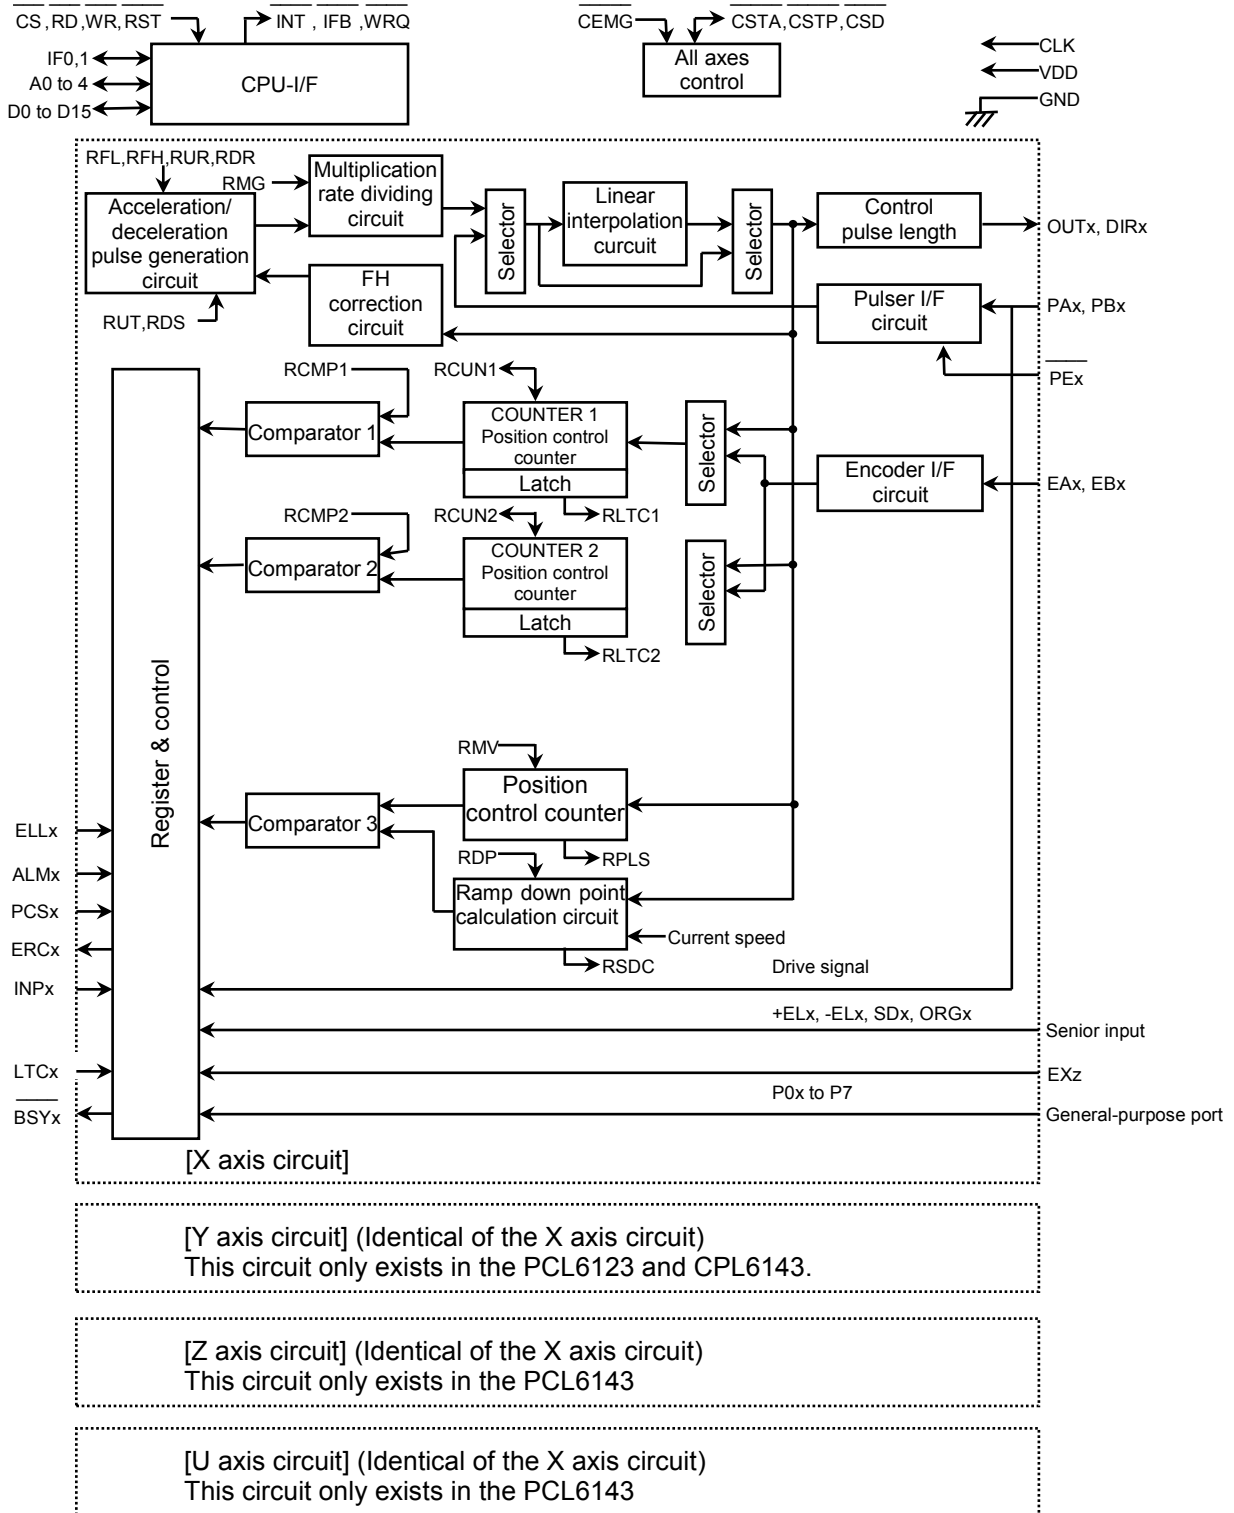 CS,RD,WR,RST
INT , IFB ,WRQ
CEMG
CSTA,CSTP,CSD
IF0,1
A0 to 4
D0 to D15
CPU-I/F
All axes
control
CLK
VDD
GND
RFL,RFH,RUR,RDR
RMG
Acceleration/
deceleration
pulse generation
circuit
RUT,RDS
Multiplication
rate dividing
circuit
FH
correction
circuit
Selector
Linear
interpolation
curcuit
Selector
Control
pulse length
OUTx, DIRx
Pulser I/F
circuit
PAx, PBx
PEx
RCMP1
RCUN1
Comparator 1
COUNTER 1
Position control
counter
Latch
RLTC1
Selector
Encoder I/F
circuit
EAx, EBx
RCMP2
RCUN2
Comparator 2
COUNTER 2
Position control
counter
Latch
RLTC2
Selector
Register & control
RMV
Position
control counter
Comparator 3
RPLS
RDP
Ramp down point
calculation circuit
Current speed
RSDC
ELLx
ALMx
PCSx
ERCx
INPx
LTCx
BSYx
Drive signal
+ELx, -ELx, SDx, ORGx
Senior input
EXz
P0x to P7
General-purpose port
[X axis circuit]
[Y axis circuit] (Identical of the X axis circuit)
This circuit only exists in the PCL6123 and CPL6143.
[Z axis circuit] (Identical of the X axis circuit)
This circuit only exists in the PCL6143
[U axis circuit] (Identical of the X axis circuit)
This circuit only exists in the PCL6143